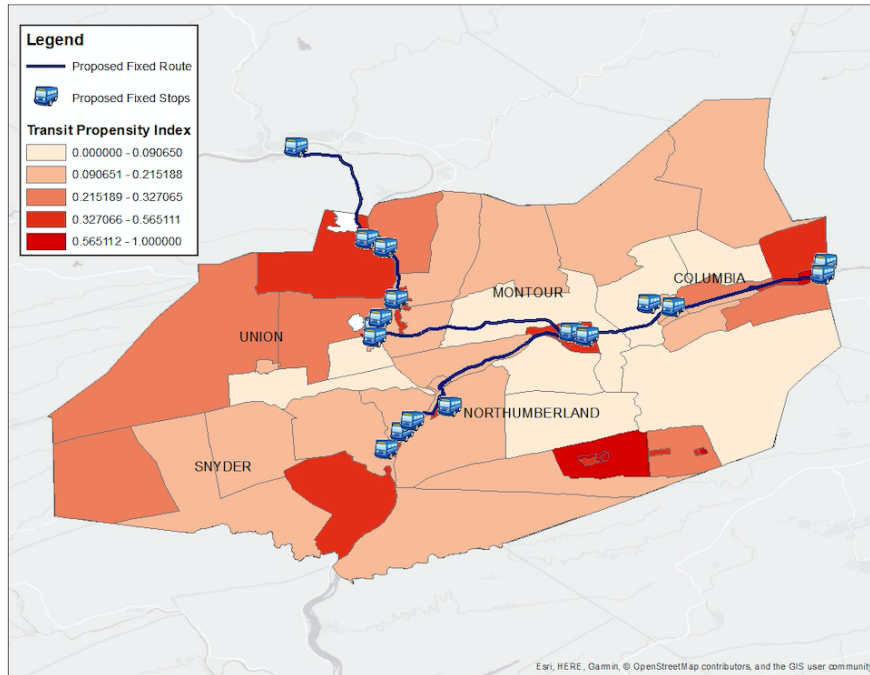 Legend
Proposed Fixed Route
Proposed Fixed Stops
Transit Propensity Index
0.000000 - 0.090650
0.090651 - 0.215188
0.215189 - 0.327065
0.327066 - 0.565111
0.565112 - 1.000000
COLUMBIA
MONTOUR
UNION
NORTHUMBERLAND
SNYDER
Esri, HERE, Garmin, © OpenStreetMap contributors, and the GIS user community